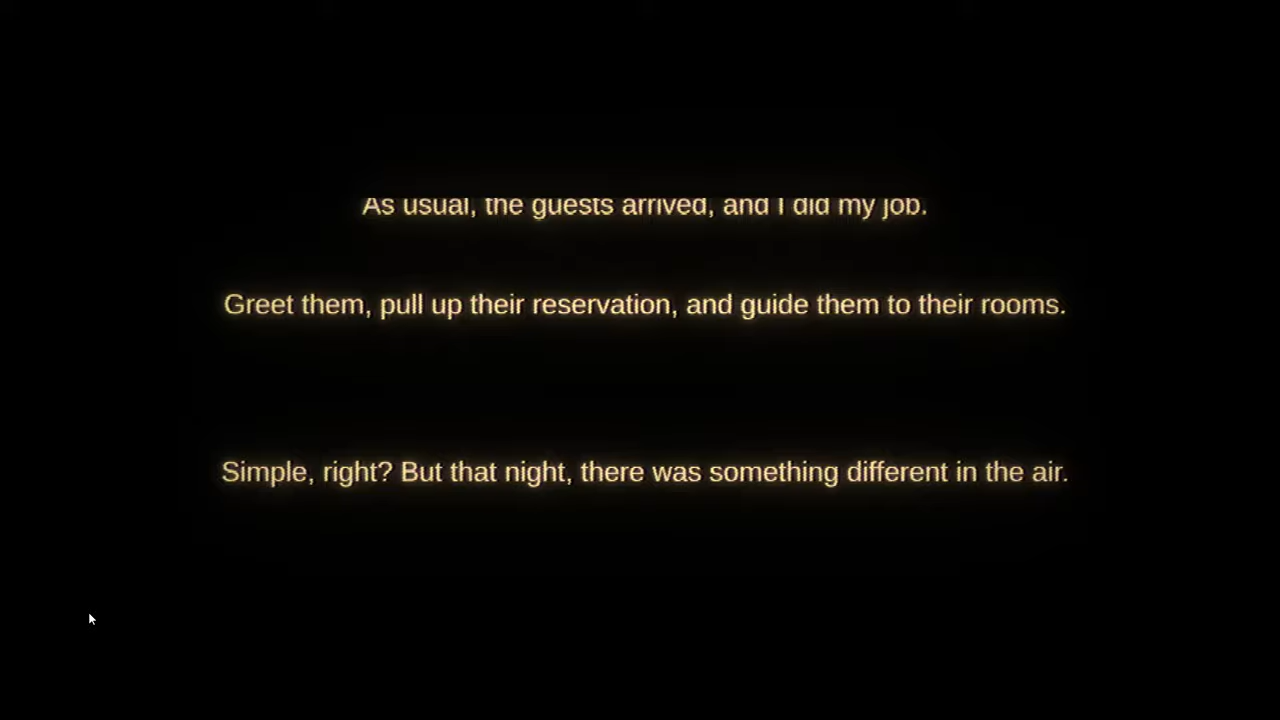 As usual, the guests arrived, and I did my job.
Greet them, pull up their reservation, and guide them to their rooms.
Simple, right? But that night, there was something different in the air.